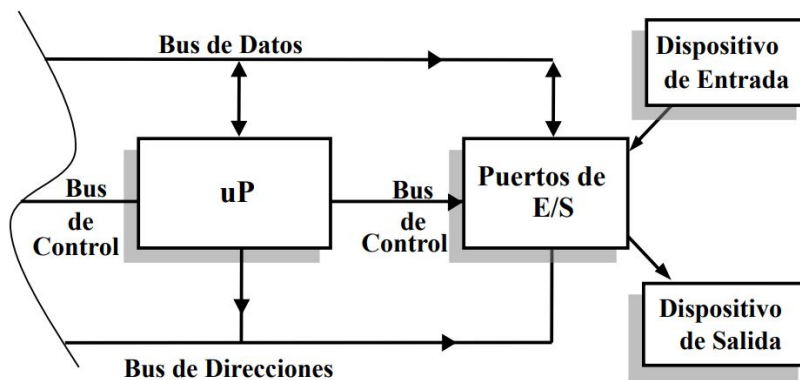 Bus de Datos
Dispositivo
de Entrada
Bus
de
Control
uP
Bus
de
Control
Puertos de
E/S
Dispositivo
de Salida
Bus de Direcciones